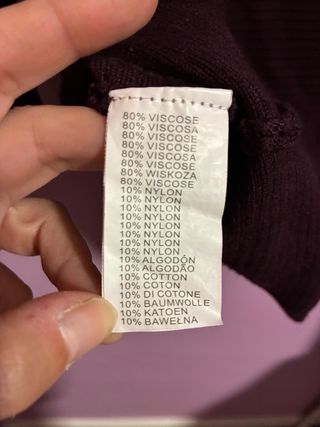 80% VISCOSE
80% VISCOSA
80% VISCOSE
80% VISCOSE
80% VISCOSA
80% VISCOSE
80% WISKOZA
80% VISCOSE
10% NYLON
10% NYLON
10% NYLON
10% NYLON
10% NYLON
10% NYLON
10% NYLON
10% NYLON
10% ALGODÓN
10% ALGODÃO
10% COTTON
10% COTON
10% DI COTONE
10% BAUMWOLLE
10% KATOEN
10% BAWEŁNA